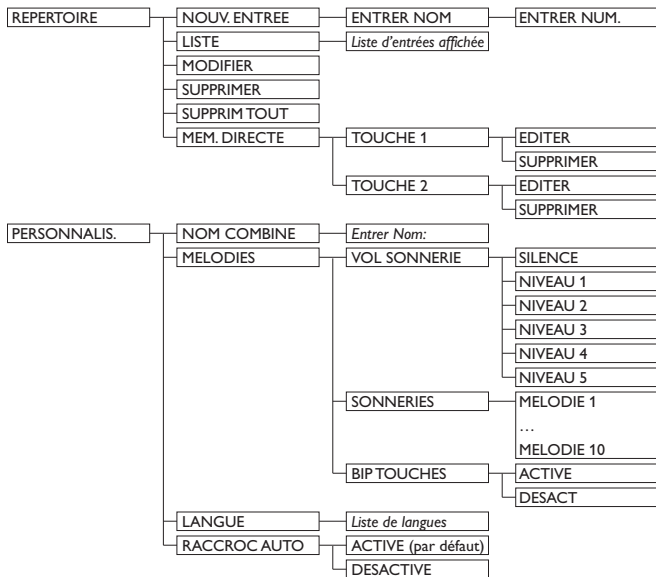 REPERTOIRE NOUV. ENTREE ENTRER NOM ENTRER NUM.
LISTE Liste d'entrées affichée
MODIFIER
SUPPRIMER
SUPPRIM TOUT
MEM. DIRECTE TOUCHE 1 EDITER
SUPPRIMER
TOUCHE 2 EDITER
SUPPRIMER
PERSONNALIS. NOM COMBINE Entrer Nom:
MELODIES VOL SONNERIE SILENCE
NIVEAU 1
NIVEAU 2
NIVEAU 3
NIVEAU 4
NIVEAU 5
SONNERIES MELODIE 1
…
MELODIE 10
BIP TOUCHES ACTIVE
DESACT
LANGUE Liste de langues
RACCROC AUTO ACTIVE (par défaut)
DESACTIVE